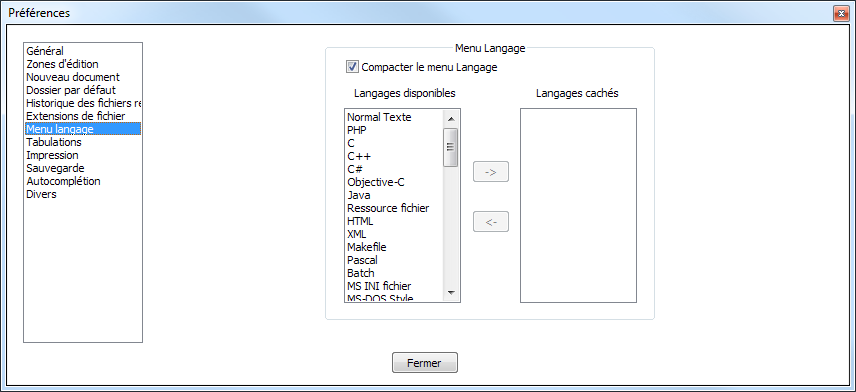 Préférences
Général
Zones d'édition
Nouveau document
Dossier par défaut
Historique des fichiers re
Extensions de fichier
Menu langage
Tabulations
Impression
Sauvegarde
Autocomplétion
Divers
Menu Langage
Compacter le menu Langage
Langages disponibles
Normal Texte
PHP
C
C++
C#
Objective-C
Java
Ressource fichier
HTML
XML
Makefile
Pascal
Batch
MS INI fichier
MS-DOS Style
->
<-
Langages cachés
Fermer